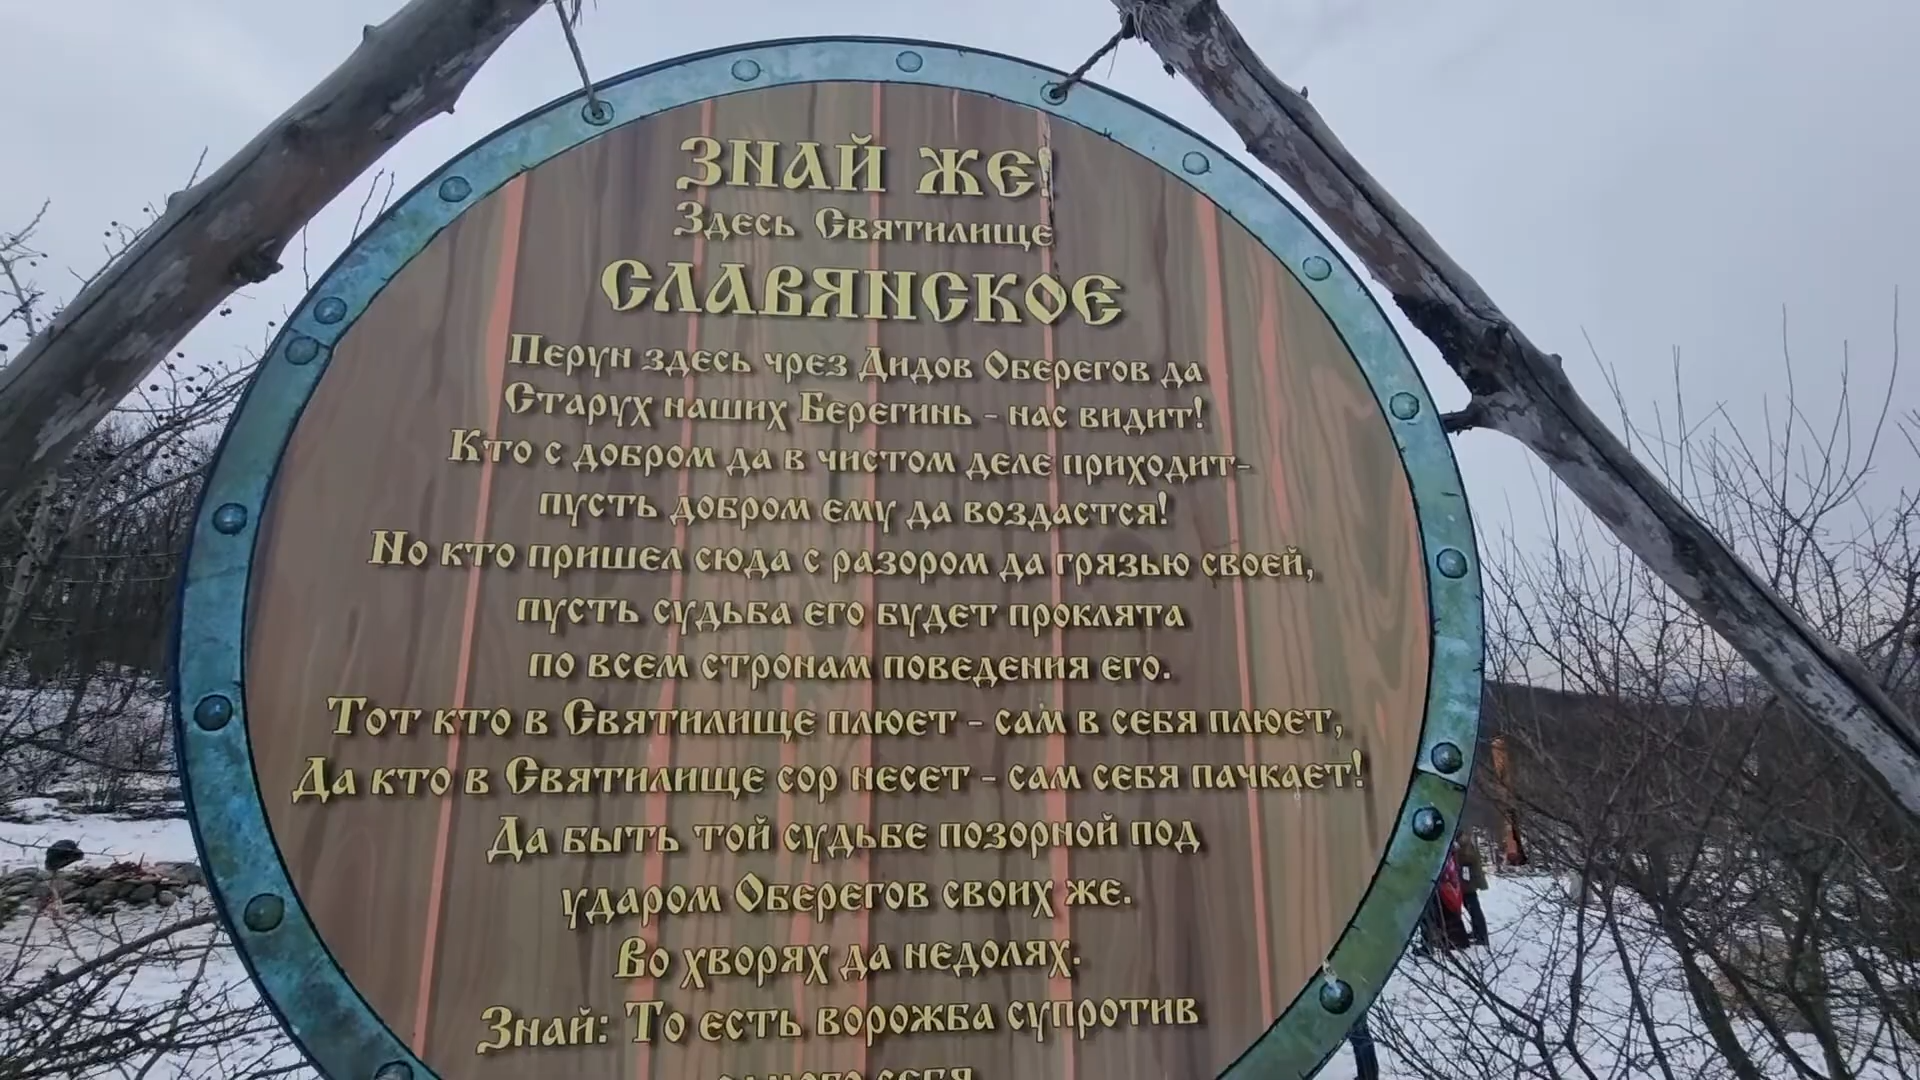 ЗНАЙ ЖЕ!
Здесь Святилище
СЛАВЯНСКОЕ
Перун здесь чрез Дидов Оберегов да
Старух наших Берегинь - нас видит!
Кто с добром да в чистом деле приходит-
пусть добром ему да воздастся!
Но кто пришел сюда с разором да грязью своей,
пусть судьба его будет проклята
по всем стронам поведения его.
Тот кто в Святилище плюет - сам в себя плюет,
Да кто в Святилище сор несет - сам себя пачкает!
Да быть той судьбе позорной под
ударом Оберегов своих же.
Во хворях да недолях.
Знай: То есть ворожба супротив
самого себя